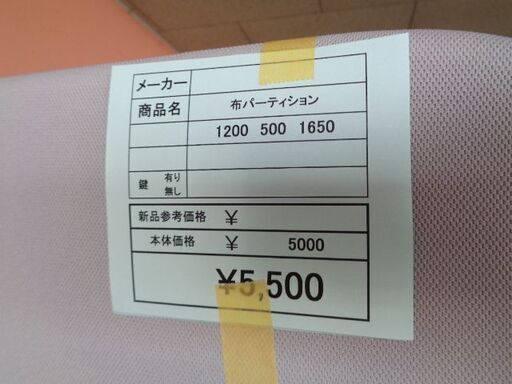 メーカー
商品名 布パーティション
1200 500 1650
鍵 有り 無し
新品参考価格 ¥
本体価格 ¥ 5000
¥5,500